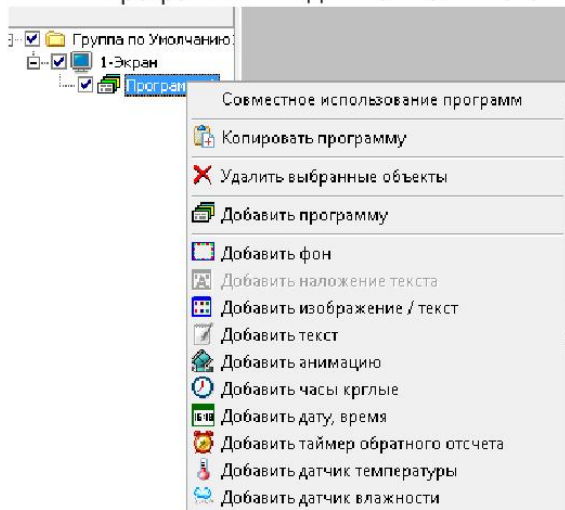 Группа по Умолчанию
1-Экран
Совместное использование программ
Копировать программу
Удалить выбранные объекты
Добавить программу
Добавить фон
Добавить наложение текста
Добавить изображение / текст
Добавить текст
Добавить анимацию
Добавить часы крглые
Добавить дату, время
Добавить таймер обратного отсчета
Добавить датчик температуры
Добавить датчик влажности